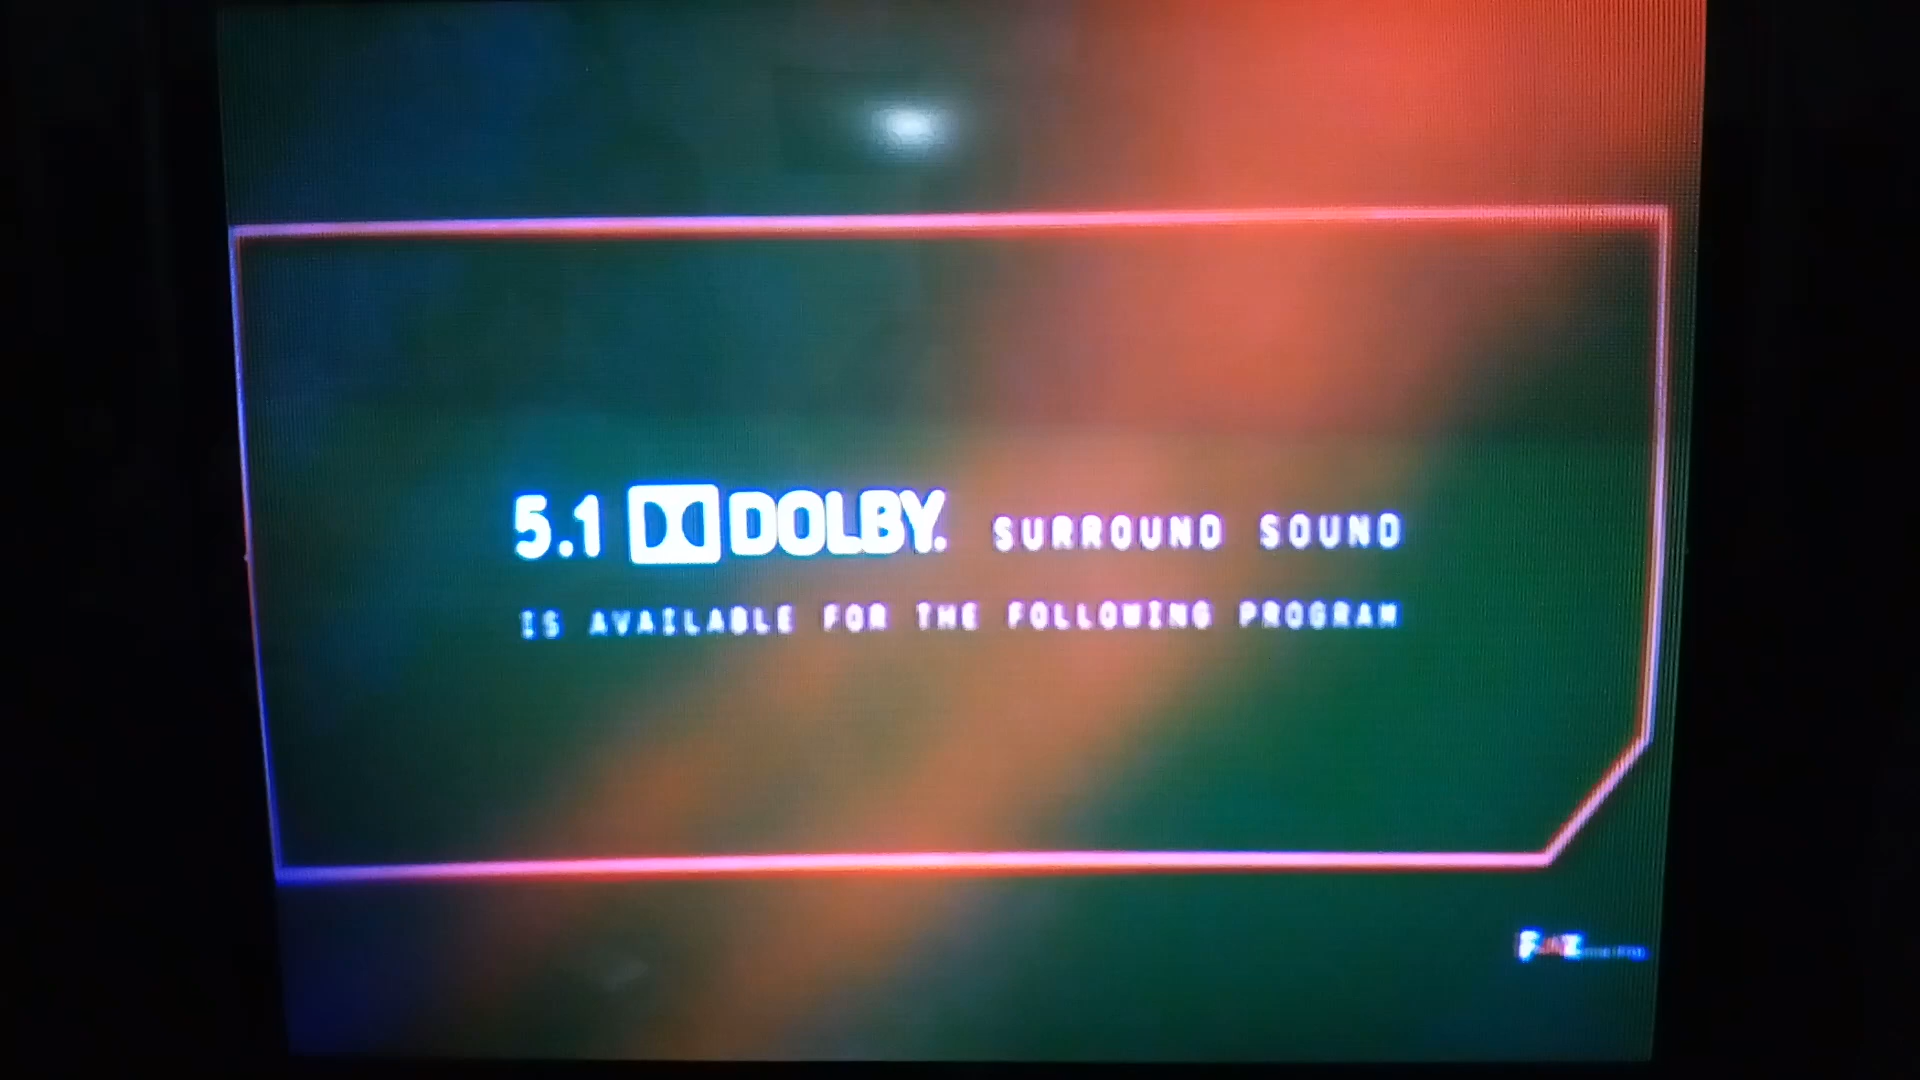 5.1 DOLBY. SURROUND SOUND
IS AVAILABLE FOR THE FOLLOWING PROGRAM